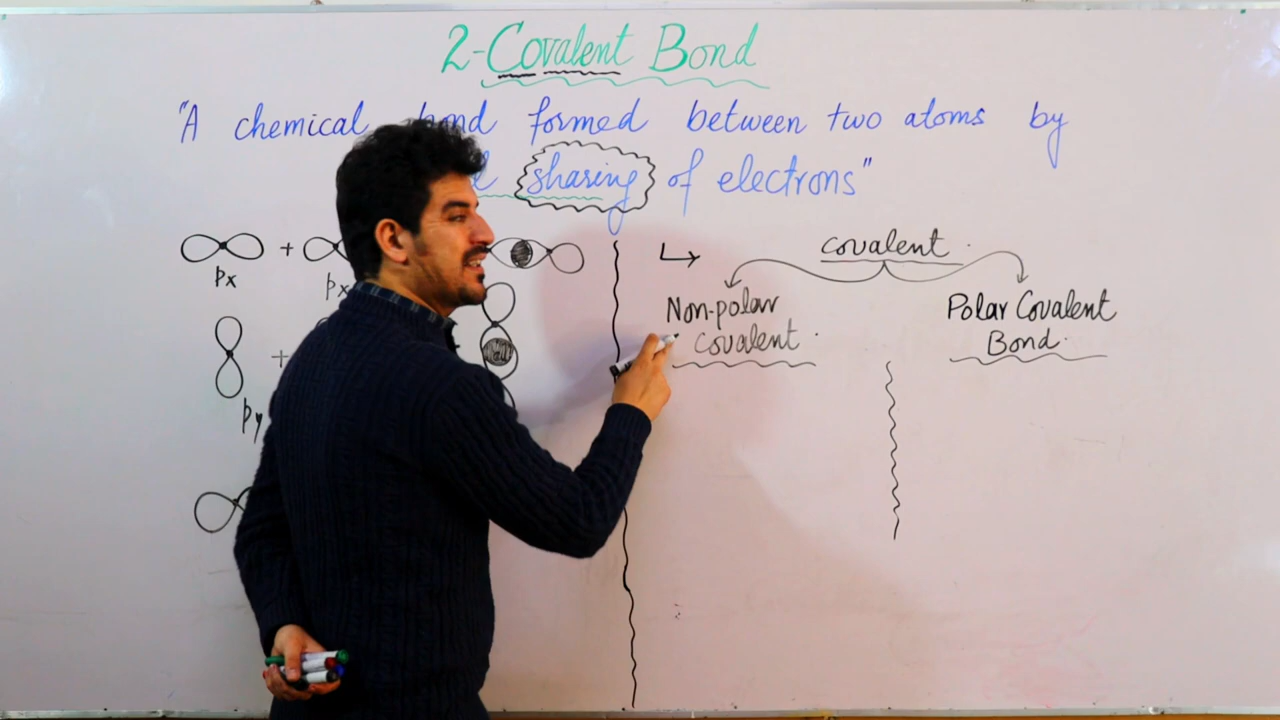 2-Covalent Bond
"A chemical bond formed between two atoms by
sharing of electrons"
px + px
covalent
Non-polar
covalent
Polar Covalent
Bond
+
py